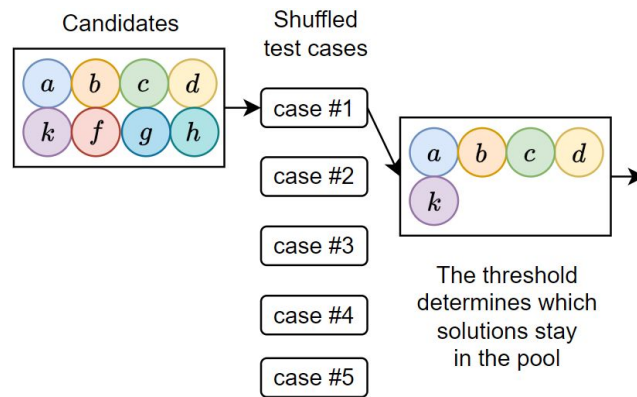 Candidates
Shuffled
test cases
a b c d
k f g h
case #1
case #2
case #3
case #4
case #5
a b c d
k
The threshold
determines which
solutions stay
in the pool